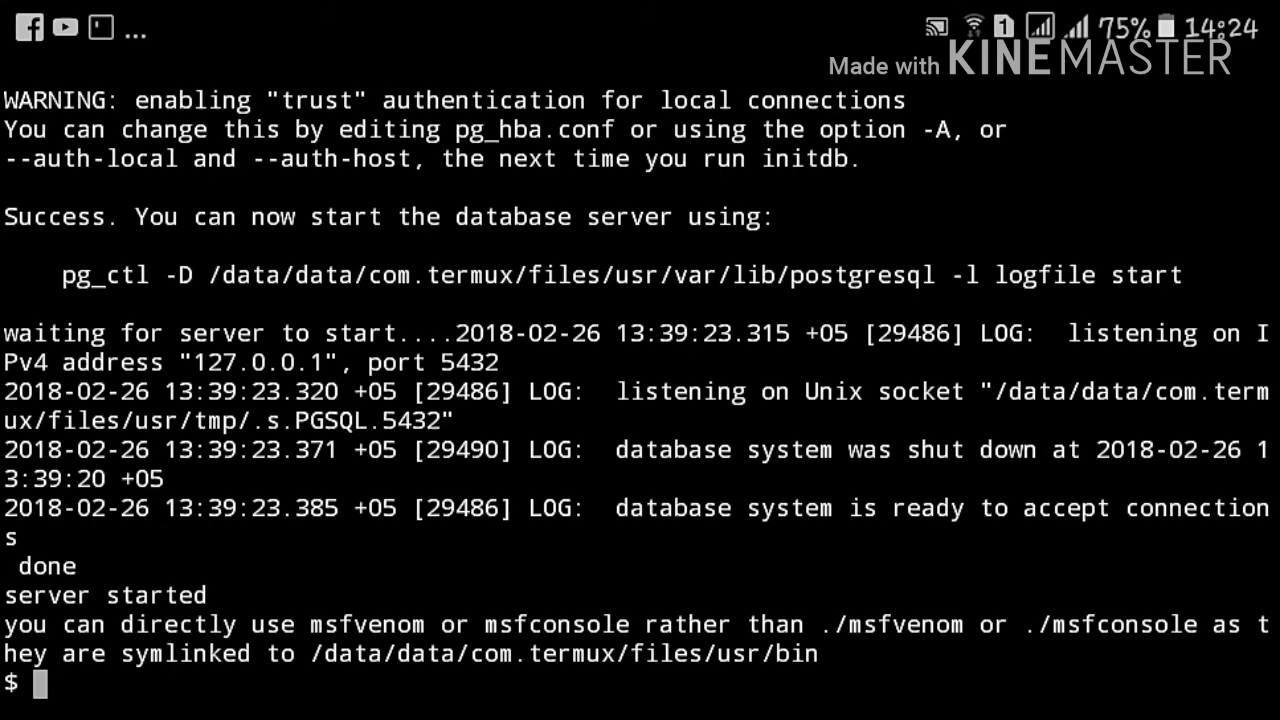 ... 1 75% 14:24
Made with KINEMASTER
WARNING: enabling "trust" authentication for local connections
You can change this by editing pg_hba.conf or using the option -A, or
--auth-local and --auth-host, the next time you run initdb.
Success. You can now start the database server using:
pg_ctl -D /data/data/com.termux/files/usr/var/lib/postgresql -l logfile start
waiting for server to start....2018-02-26 13:39:23.315 +05 [29486] LOG:  listening on I
Pv4 address "127.0.0.1", port 5432
2018-02-26 13:39:23.320 +05 [29486] LOG:  listening on Unix socket "/data/data/com.term
ux/files/usr/tmp/.s.PGSQL.5432"
2018-02-26 13:39:23.371 +05 [29490] LOG:  database system was shut down at 2018-02-26 1
3:39:20 +05
2018-02-26 13:39:23.385 +05 [29486] LOG:  database system is ready to accept connection
s
done
server started
you can directly use msfvenom or msfconsole rather than ./msfvenom or ./msfconsole as t
hey are symlinked to /data/data/com.termux/files/usr/bin
$